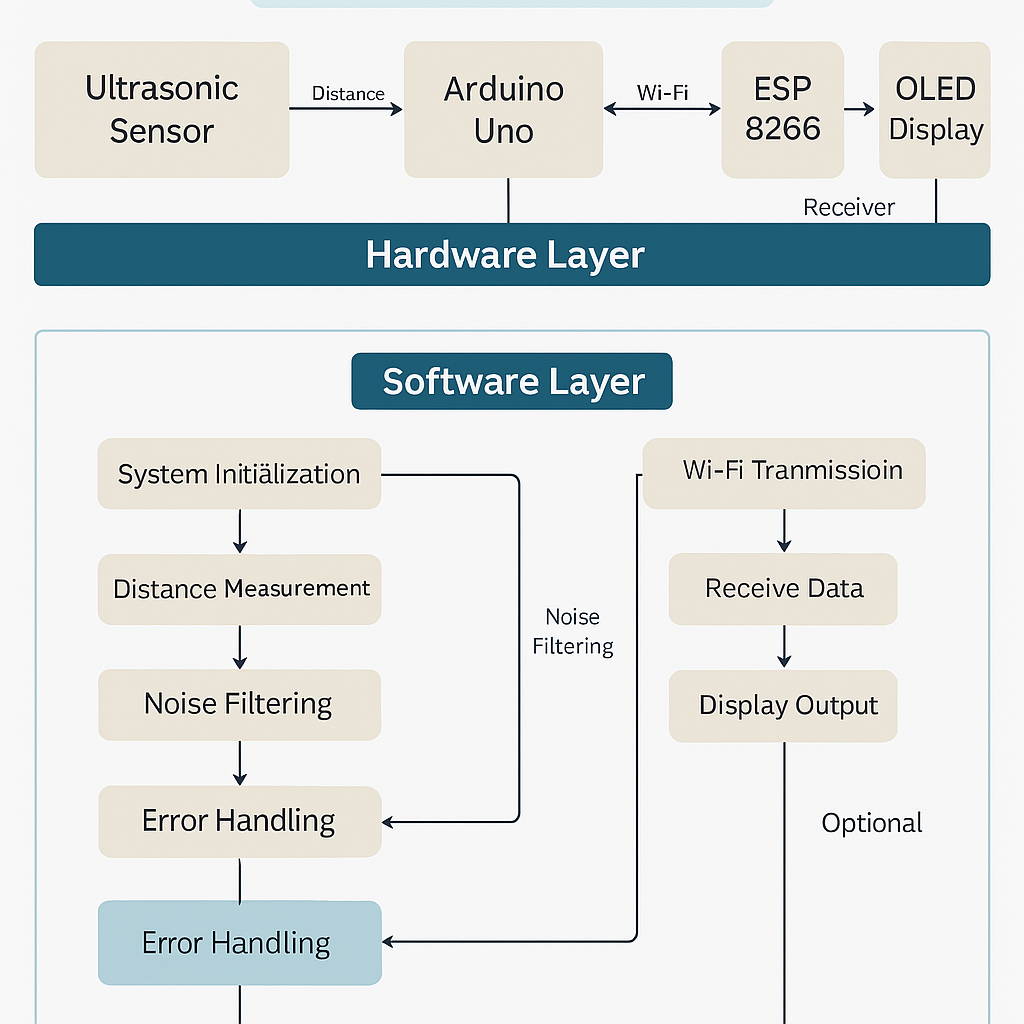 Ultrasonic
Sensor
Distance
Arduino
Uno
Wi-Fi
ESP
8266
OLED
Display
Receiver
Hardware Layer
Software Layer
System Initiälization
Distance Measurement
Noise Filtering
Error Handling
Error Handling
Noise
Filtering
Wi-Fi Tranmissioin
Receive Data
Display Output
Optional